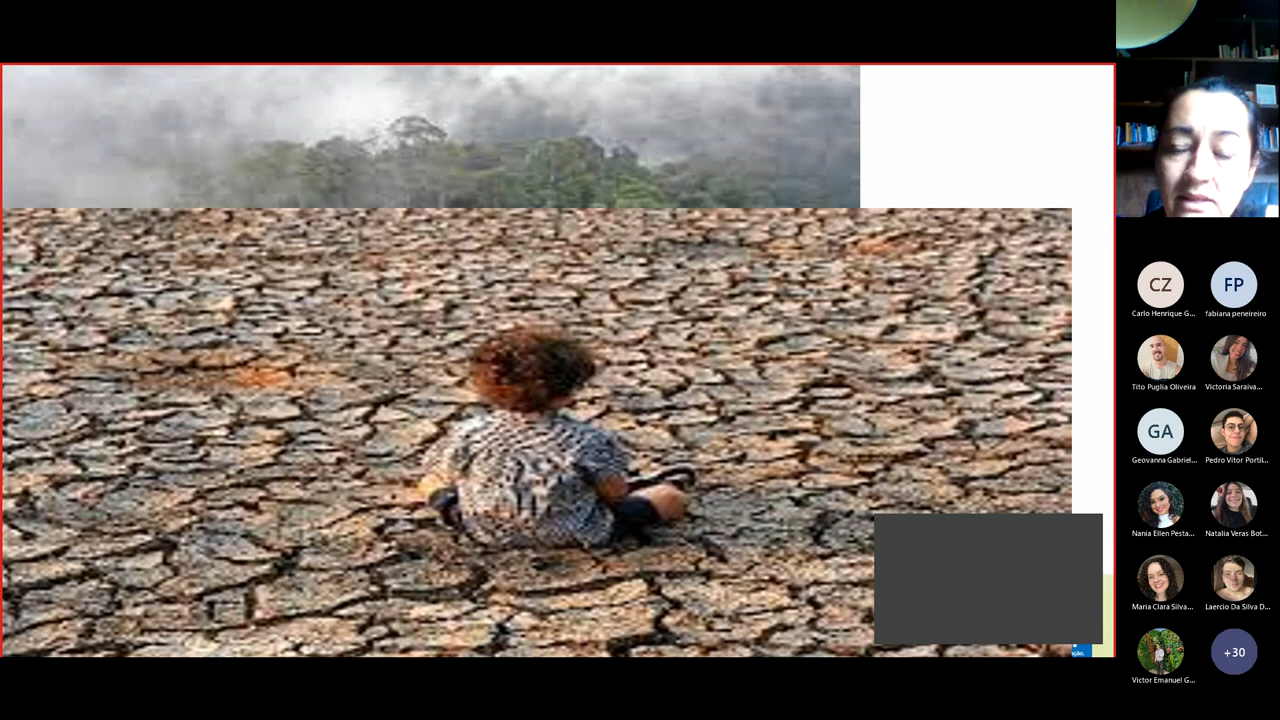 CZ
FP
Carlo Henrique G...
fabiana peneireiro
Tito Puglia Oliveira
Victoria Saraiva...
GA
Geovanna Gabriel...
Pedro Vitor Portil...
Nania Ellen Pesta...
Natalia Veras Bot...
Maria Clara Silva...
Laercio Da Silva D...
ção.
Victor Emanuel G...
+30